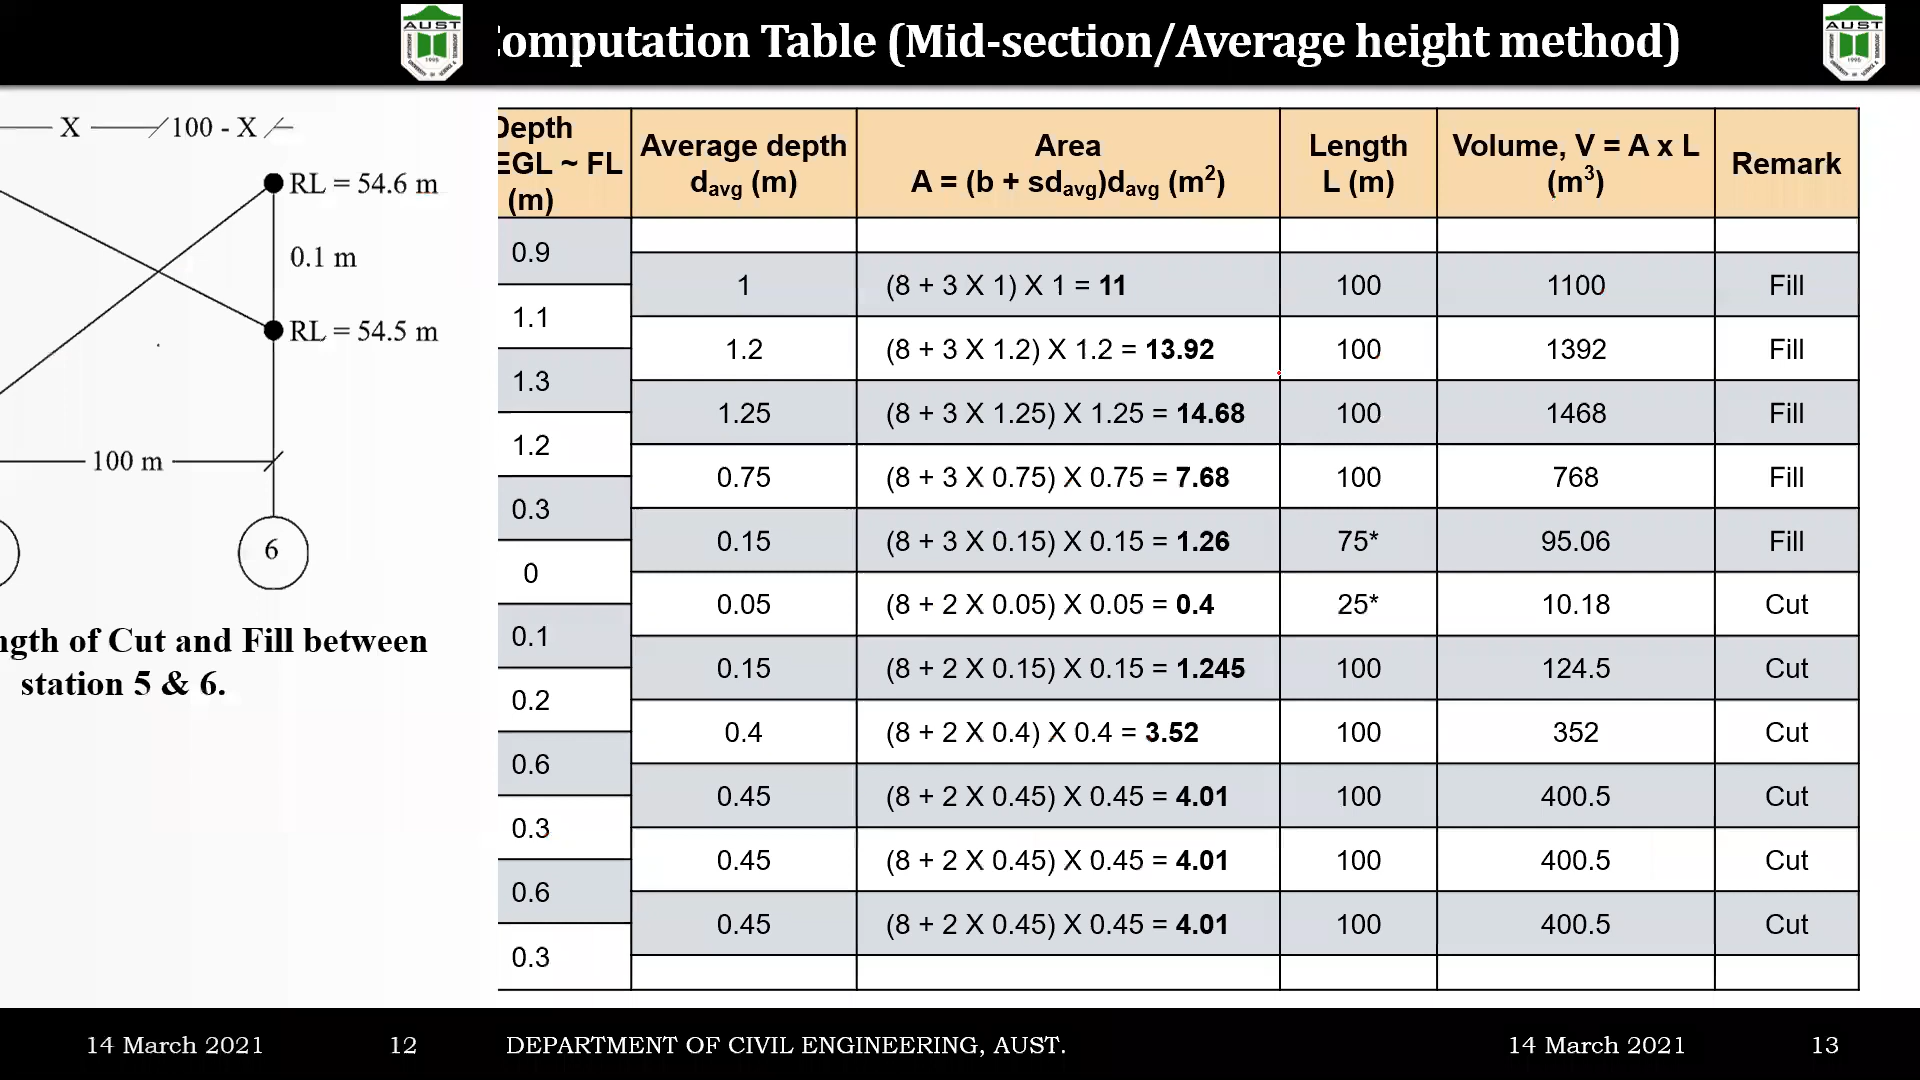 AUST
1995
omputation Table (Mid-section/Average height method)
AUST
1995
X
100 - X
RL = 54.6 m
0.1 m
RL = 54.5 m
100 m
6
ngth of Cut and Fill between
station 5 & 6.
Depth
EGL ~ FL
(m)
Average depth
davg (m)
Area
A = (b + sdavg)davg (m²)
Length
L (m)
Volume, V = A x L
(m³)
Remark
0.9
1 (8 + 3 X 1) X 1 = 11 100 1100 Fill
1.1
1.2 (8 + 3 X 1.2) X 1.2 = 13.92 100 1392 Fill
1.3
1.25 (8 + 3 X 1.25) X 1.25 = 14.68 100 1468 Fill
1.2
0.75 (8 + 3 X 0.75) X 0.75 = 7.68 100 768 Fill
0.3
0.15 (8 + 3 X 0.15) X 0.15 = 1.26 75* 95.06 Fill
0
0.05 (8 + 2 X 0.05) X 0.05 = 0.4 25* 10.18 Cut
0.1
0.15 (8 + 2 X 0.15) X 0.15 = 1.245 100 124.5 Cut
0.2
0.4 (8 + 2 X 0.4) X 0.4 = 3.52 100 352 Cut
0.6
0.45 (8 + 2 X 0.45) X 0.45 = 4.01 100 400.5 Cut
0.3
0.45 (8 + 2 X 0.45) X 0.45 = 4.01 100 400.5 Cut
0.6
0.45 (8 + 2 X 0.45) X 0.45 = 4.01 100 400.5 Cut
0.3
14 March 2021
12
DEPARTMENT OF CIVIL ENGINEERING, AUST.
14 March 2021
13